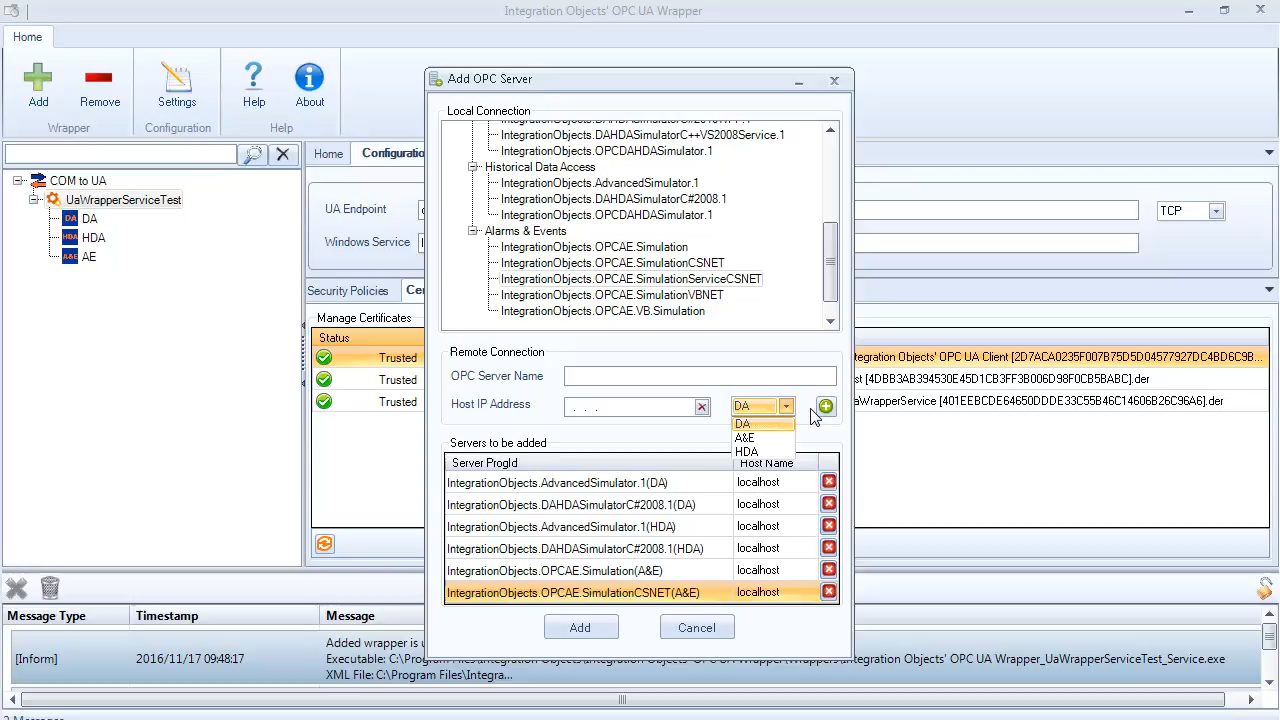 Integration Objects' OPC UA Wrapper
Home
Add
Remove
Settings
Help
About
Wrapper
Configuration
Help
COM to UA
UaWrapperServiceTest
DA
DA
HDA
HDA
A&E
AE
Home
Configuratio
UA Endpoint
TCP
Windows Service
Security Policies
Cer
Manage Certificates
Status
Trusted
tegration Objects' OPC UA Client [2D7ACA0235F007B75D5D04577927DC4BD6C9B...
Trusted
st [4DBB3AB394530E45D1CB3FF3B006D98F0CB5BABC].der
Trusted
aWrapperService [401EEBCDE64650DDDE33C55B46C14606B26C96A6].der
Add OPC Server
Local Connection
IntegrationObjects.DAHDASimulatorC++VS2008Service.1
IntegrationObjects.OPCDAHDASimulator.1
Historical Data Access
IntegrationObjects.AdvancedSimulator.1
IntegrationObjects.DAHDASimulatorC#2008.1
IntegrationObjects.OPCDAHDASimulator.1
Alarms & Events
IntegrationObjects.OPCAE.Simulation
IntegrationObjects.OPCAE.SimulationCSNET
IntegrationObjects.OPCAE.SimulationServiceCSNET
IntegrationObjects.OPCAE.SimulationVBNET
IntegrationObjects.OPCAE.VB.Simulation
Remote Connection
OPC Server Name
Host IP Address
. . .
DA
DA
A&E
HDA
Servers to be added
Server ProgId
Host Name
IntegrationObjects.AdvancedSimulator.1(DA) localhost
IntegrationObjects.DAHDASimulatorC#2008.1(DA) localhost
IntegrationObjects.AdvancedSimulator.1(HDA) localhost
IntegrationObjects.DAHDASimulatorC#2008.1(HDA) localhost
IntegrationObjects.OPCAE.Simulation(A&E) localhost
IntegrationObjects.OPCAE.SimulationCSNET(A&E) localhost
Add
Cancel
Message Type
Timestamp
Message
[Inform]
2016/11/17 09:48:17
Added wrapper is u
Executable: C:\Program Files\Integration Objects\Integration Objects' OPC UA Wrapper\Wrappers\Integration Objects' OPC UA Wrapper_UaWrapperServiceTest_Service.exe
XML File: C:\Program Files\Integra...